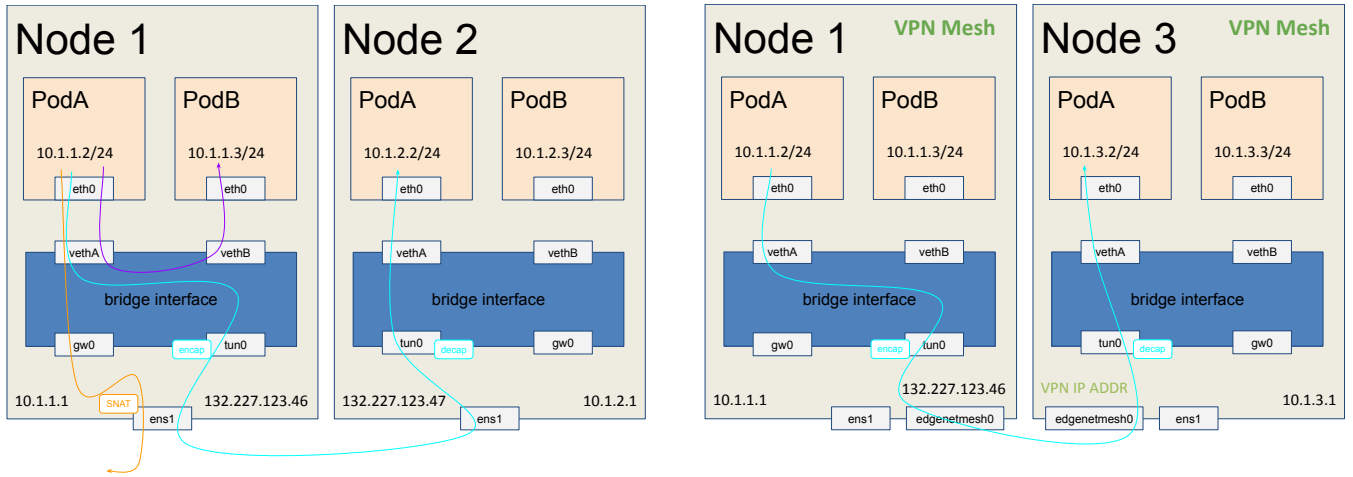 Node 1
PodA
10.1.1.2/24
eth0
PodB
10.1.1.3/24
eth0
vethA
vethB
bridge interface
gw0
encap
tun0
10.1.1.1
SNAT
132.227.123.46
ens1
Node 2
PodA
10.1.2.2/24
eth0
PodB
10.1.2.3/24
eth0
vethA
vethB
bridge interface
tun0
decap
gw0
132.227.123.47
10.1.2.1
ens1
Node 1
VPN Mesh
PodA
10.1.1.2/24
eth0
PodB
10.1.1.3/24
eth0
vethA
vethB
bridge interface
gw0
encap
tun0
132.227.123.46
10.1.1.1
ens1
edgenetmesh0
Node 3
VPN Mesh
PodA
10.1.3.2/24
eth0
PodB
10.1.3.3/24
eth0
vethA
vethB
bridge interface
tun0
decap
gw0
VPN IP ADDR
10.1.3.1
edgenetmesh0
ens1